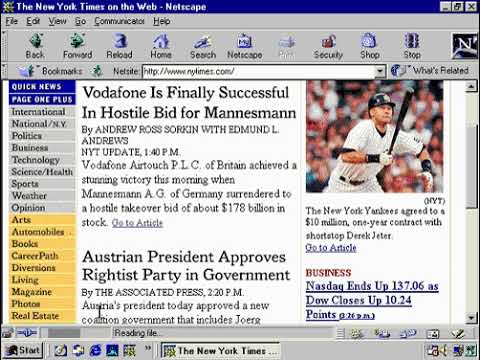 The New York Times on the Web - Netscape
File Edit View Go Communicator Help
Back Forward Reload Home Search Netscape Print Security Shop Stop
Bookmarks Netsite: http://www.nytimes.com/ What's Related
QUICK NEWS
PAGE ONE PLUS
International
National/N.Y.
Politics
Business
Technology
Science/Health
Sports
Weather
Opinion
Arts
Automobiles
Books
CareerPath
Diversions
Living
Magazine
Photos
Real Estate
Vodafone Is Finally Successful
In Hostile Bid for Mannesmann
By ANDREW ROSS SORKIN WITH EDMUND L.
ANDREWS
NYT UPDATE, 1:40 P.M.
Vodafone Airtouch P.L.C. of Britain achieved a
stunning victory this morning when
Mannesmann A.G. of Germany surrendered to
a hostile takeover bid of about $178 billion in
stock. Go to Article
Austrian President Approves
Rightist Party in Government
By THE ASSOCIATED PRESS, 2:20 P.M.
Austria's president today approved a new
coalition government that includes Joerg
(NYT)
The New York Yankees agreed to a
$10 million, one-year contract with
shortstop Derek Jeter.
Go to Article
BUSINESS
Nasdaq Ends Up 137.06 as
Dow Closes Up 10.24
Points (5:26 p.m.)
Reading file...
Start The New York Times ...